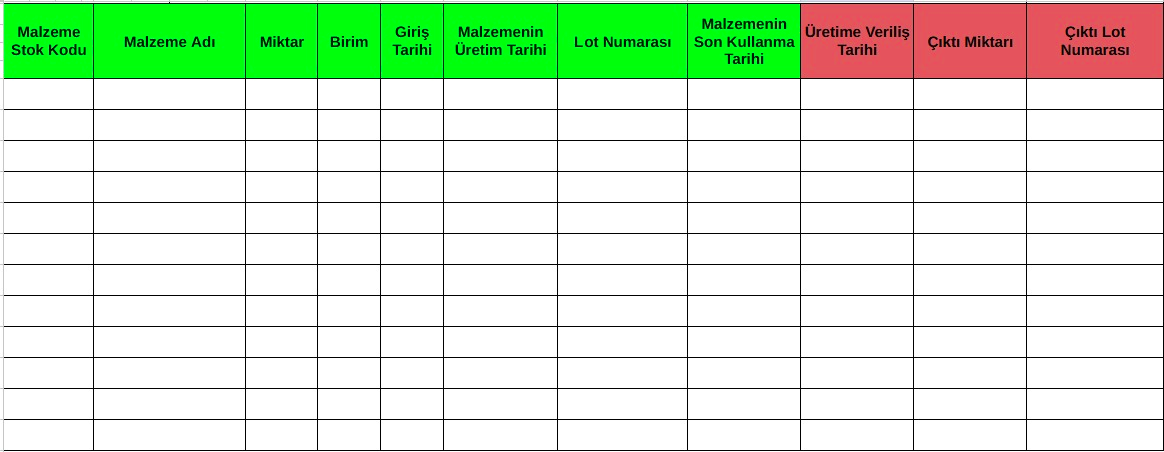 Malzeme
Stok Kodu
Malzeme Adı
Miktar
Birim
Giriş
Tarihi
Malzemenin
Üretim Tarihi
Lot Numarası
Malzemenin
Son Kullanma
Tarihi
Üretime Veriliş
Tarihi
Çıktı Miktarı
Çıktı Lot
Numarası